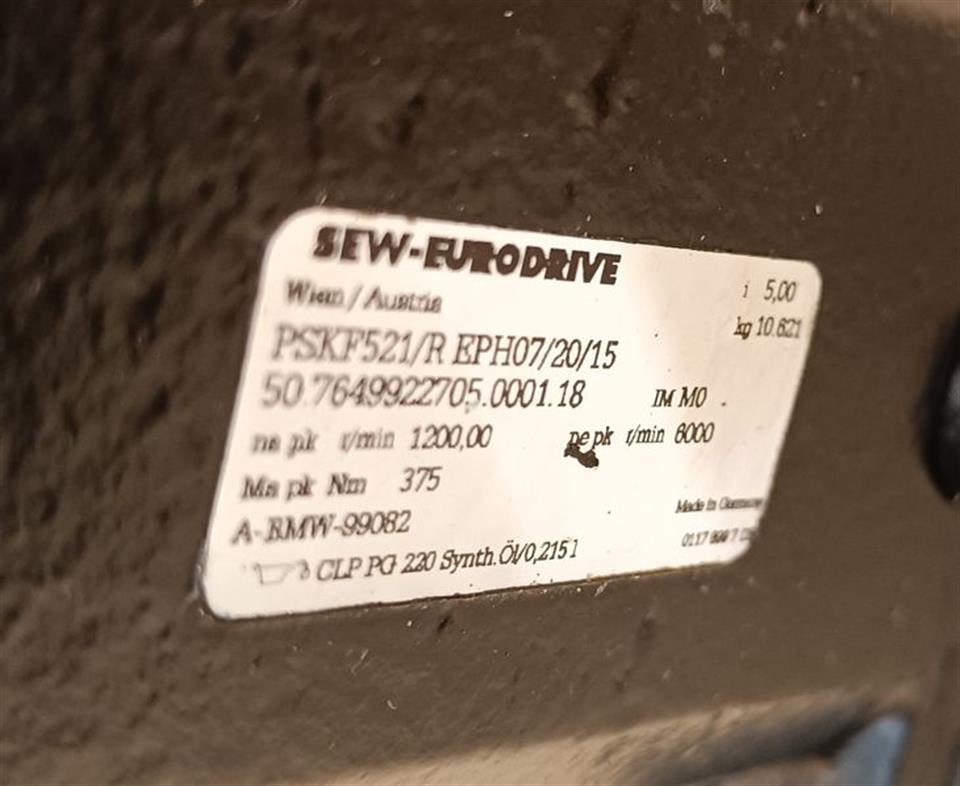 SEW-EURODRIVE
Wien / Austria
i 5,00
kg 10.621
PSKF521/R EPH07/20/15
50.7649922705.0001.18 IM M0
na pk r/min 1200,00 ne pk r/min 6000
Ma pk Nm 375
A-BMW-99082
Made in Germany
CLP PG 220 Synth.Öl/0,215 l
0117